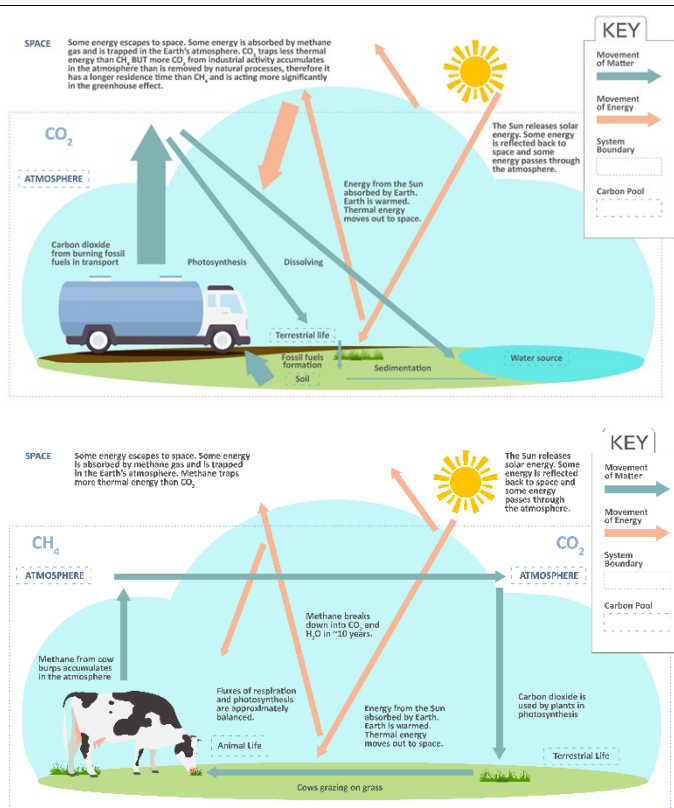 SPACE
Some energy escapes to space. Some energy is absorbed by methane
gas and is trapped in the Earth's atmosphere. CO2 traps less thermal
energy than CH4 BUT more CO2 from industrial activity accumulates
in the atmosphere than is removed by natural processes, therefore it
has a longer residence time than CH4 and is acting more significantly
in the greenhouse effect.
KEY
Movement
of Matter
Movement
of Energy
System
Boundary
Carbon Pool
CO2
ATMOSPHERE
The Sun releases solar
energy. Some energy
is reflected back to
space and some
energy passes through
the atmosphere.
Energy from the Sun
absorbed by Earth.
Earth is warmed.
Thermal energy
moves out to space.
Carbon dioxide
from burning fossil
fuels in transport
Photosynthesis
Dissolving
Terrestrial life
Fossil fuels
formation
Soil
Sedimentation
Water source
SPACE
Some energy escapes to space. Some energy
is absorbed by methane gas and is trapped
in the Earth's atmosphere. Methane traps
more thermal energy than CO2
The Sun releases
solar energy. Some
energy is reflected
back to space and
some energy
passes through
the atmosphere.
KEY
Movement
of Matter
Movement
of Energy
System
Boundary
Carbon Pool
CH4
ATMOSPHERE
CO2
ATMOSPHERE
Methane breaks
down into CO2 and
H2O in ~10 years.
Methane from cow
burps accumulates
in the atmosphere
Fluxes of respiration
and photosynthesis
are approximately
balanced.
Energy from the Sun
absorbed by Earth.
Earth is warmed.
Thermal energy
moves out to space.
Carbon dioxide is
used by plants in
photosynthesis
Animal Life
Terrestrial Life
Cows grazing on grass